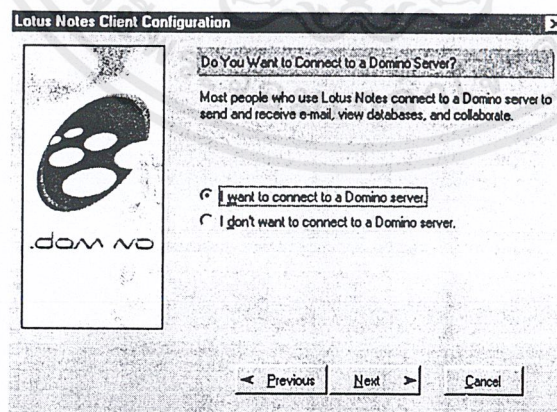 Lotus Notes Client Configuration
Do You Want to Connect to a Domino Server?
Most people who use Lotus Notes connect to a Domino server to
send and receive e-mail, view databases, and collaborate.
I want to connect to a Domino server.
I don't want to connect to a Domino server.
Previous
Next
Cancel